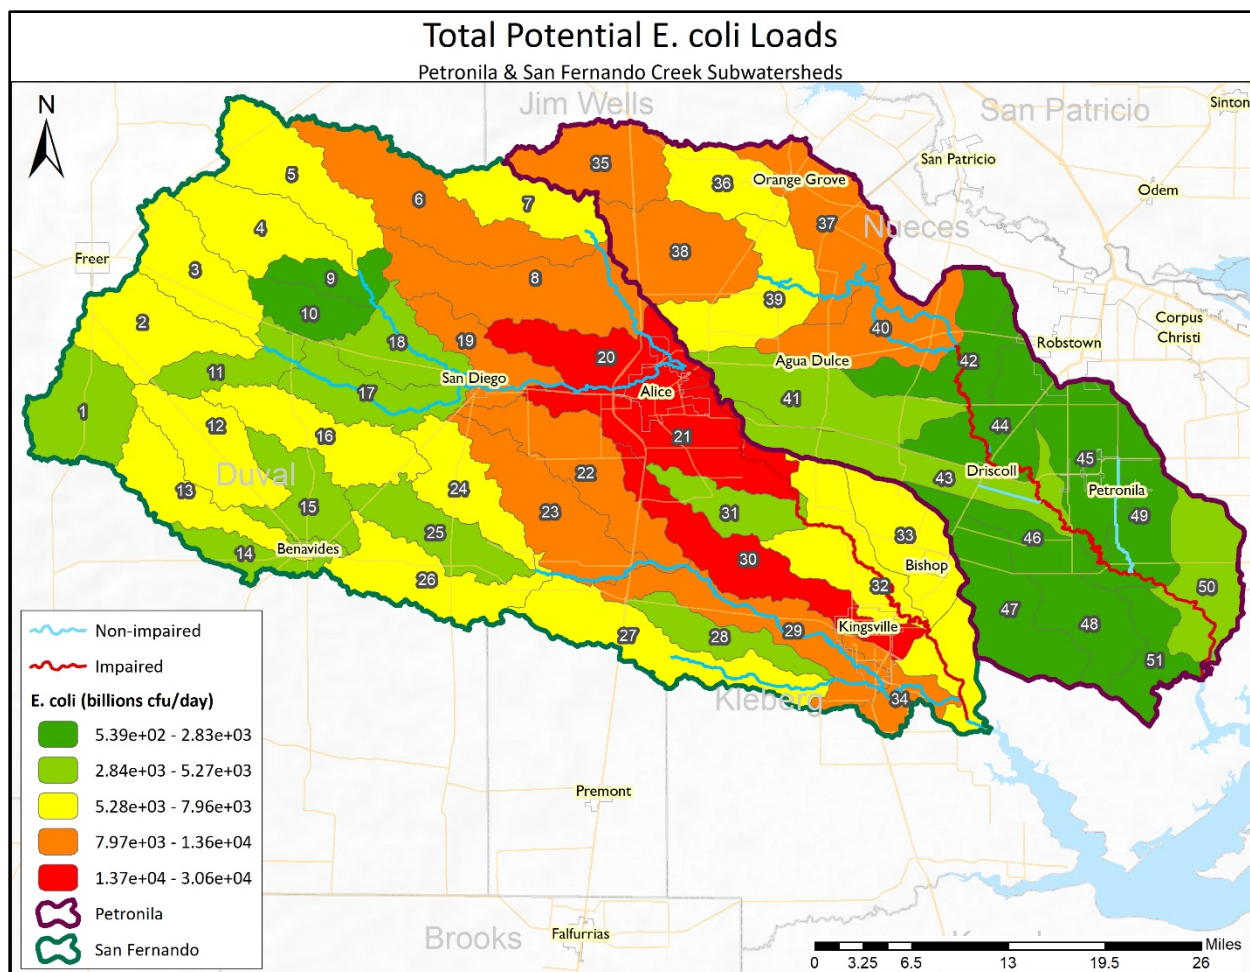 Total Potential E. coli Loads
Petronila & San Fernando Creek Subwatersheds
N
Jim Wells
San Patricio
Sinton
San Patricio
Odem
Orange Grove
Nueces
Freer
Corpus
Christi
Robstown
Agua Dulce
San Diego
Alice
Driscoll
Petronila
Duval
Benavides
Bishop
Kingsville
Kleberg
Premont
Brooks
Falfurrias
1
2
3
4
5
6
7
8
9
10
11
12
13
14
15
16
17
18
19
20
21
22
23
24
25
26
27
28
29
30
31
32
33
34
35
36
37
38
39
40
41
42
43
44
45
46
47
48
49
50
51
Non-impaired
Impaired
E. coli (billions cfu/day)
5.39e+02 - 2.83e+03
2.84e+03 - 5.27e+03
5.28e+03 - 7.96e+03
7.97e+03 - 1.36e+04
1.37e+04 - 3.06e+04
Petronila
San Fernando
Miles
0 3.25 6.5 13 19.5 26